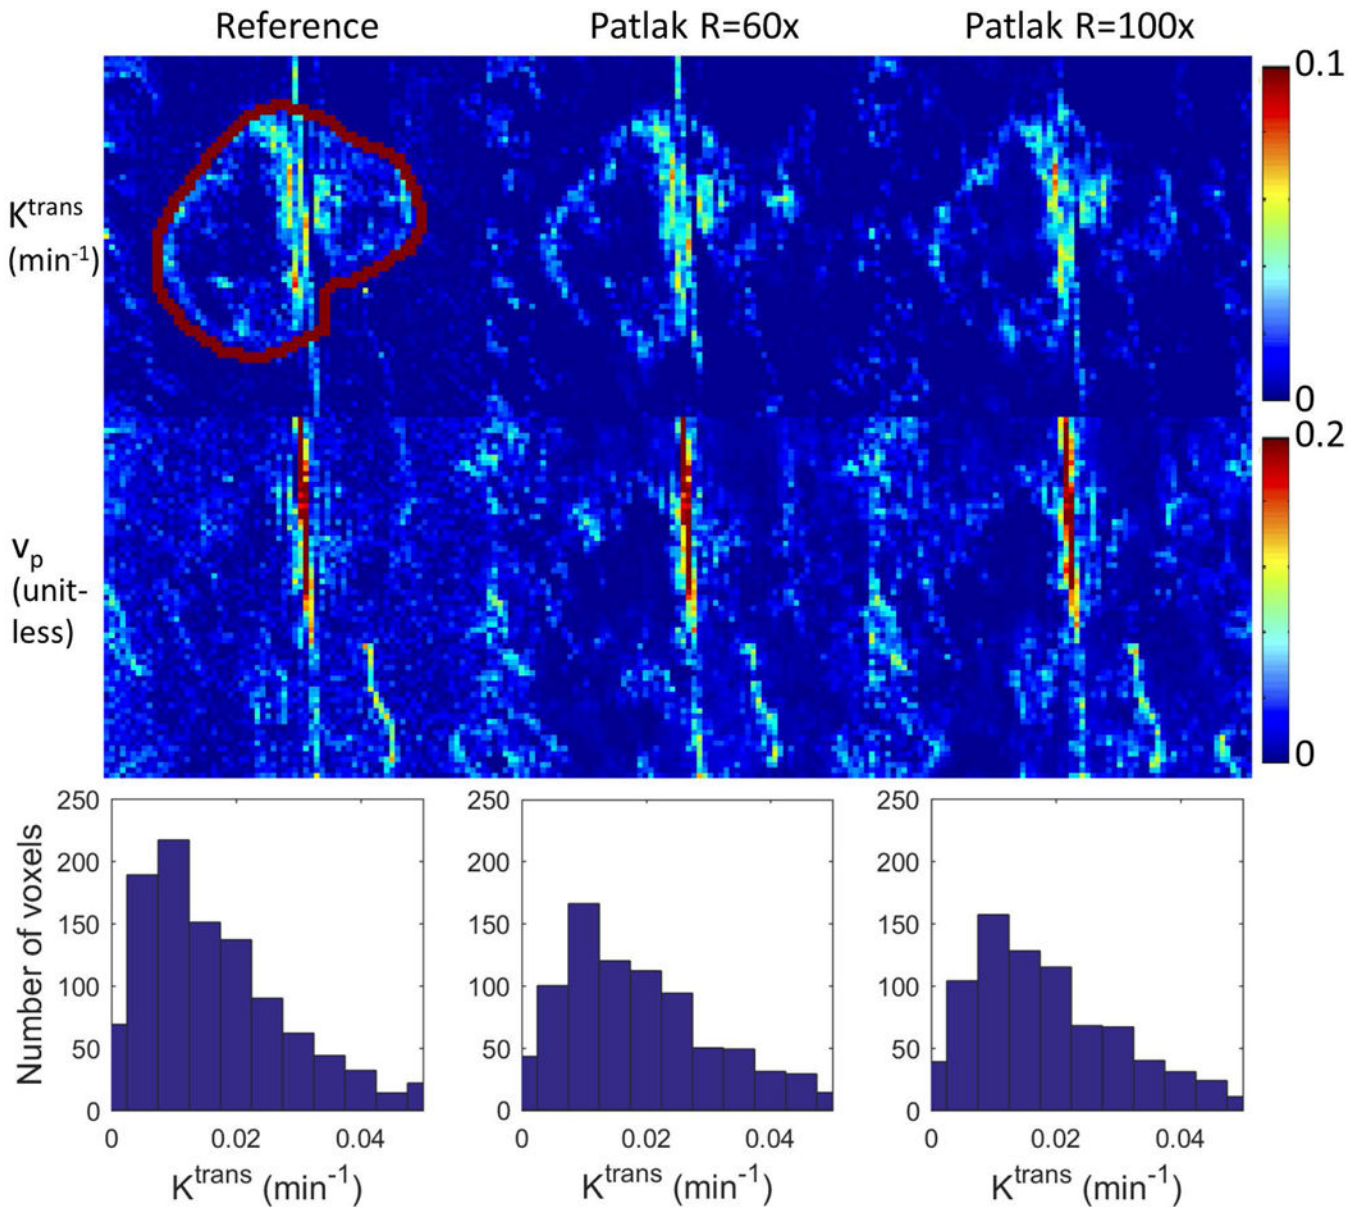 Reference Patlak R=60x Patlak R=100x
0.1
K^trans
(min^-1)
0
0.2
v_p
(unit-
less)
0
250 250 250
200 200 200
150 150 150
100 100 100
50 50 50
0 0 0
Number of voxels
0 0.02 0.04 0 0.02 0.04 0 0.02 0.04
K^trans (min^-1) K^trans (min^-1) K^trans (min^-1)